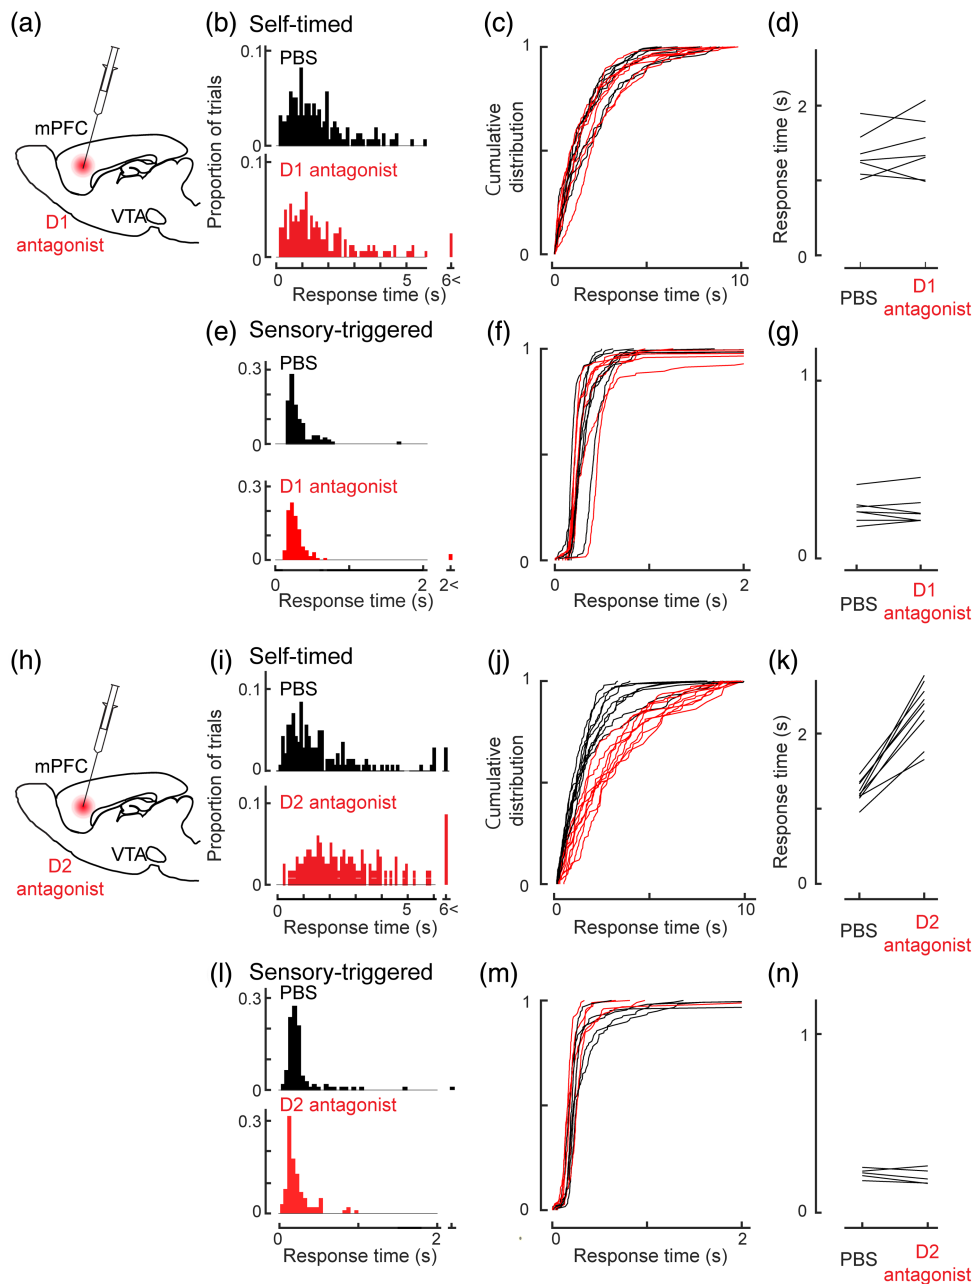 (a)
mPFC
VTA
D1
antagonist
(b) Self-timed
Proportion of trials
0.1
PBS
0
0.1
D1 antagonist
0
0 5 6<
Response time (s)
(c)
Cumulative
distribution
1
0
0 10
Response time (s)
(d)
Response time (s)
2
1
0
PBS
D1
antagonist
(e) Sensory-triggered
PBS
0.3
0
D1 antagonist
0.3
0
0 2 2<
Response time (s)
(f)
1
0
0 2
Response time (s)
(g)
1
0
PBS
D1
antagonist
(h)
mPFC
VTA
D2
antagonist
(i) Self-timed
Proportion of trials
PBS
0.1
0
D2 antagonist
0.1
0
0 5 6<
Response time (s)
(j)
Cumulative
distribution
1
0
0 10
Response time (s)
(k)
Response time (s)
2
1
0
PBS
D2
antagonist
(l) Sensory-triggered
PBS
0.3
0
D2 antagonist
0.3
0
0 2
Response time (s)
(m)
1
0
0 2
Response time (s)
(n)
1
0
PBS
D2
antagonist